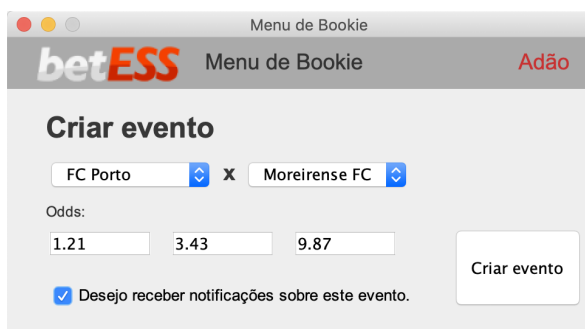 Menu de Bookie
betESS Menu de Bookie Adão
Criar evento
FC Porto x Moreirense FC
Odds:
1.21 3.43 9.87
Criar evento
Desejo receber notificações sobre este evento.